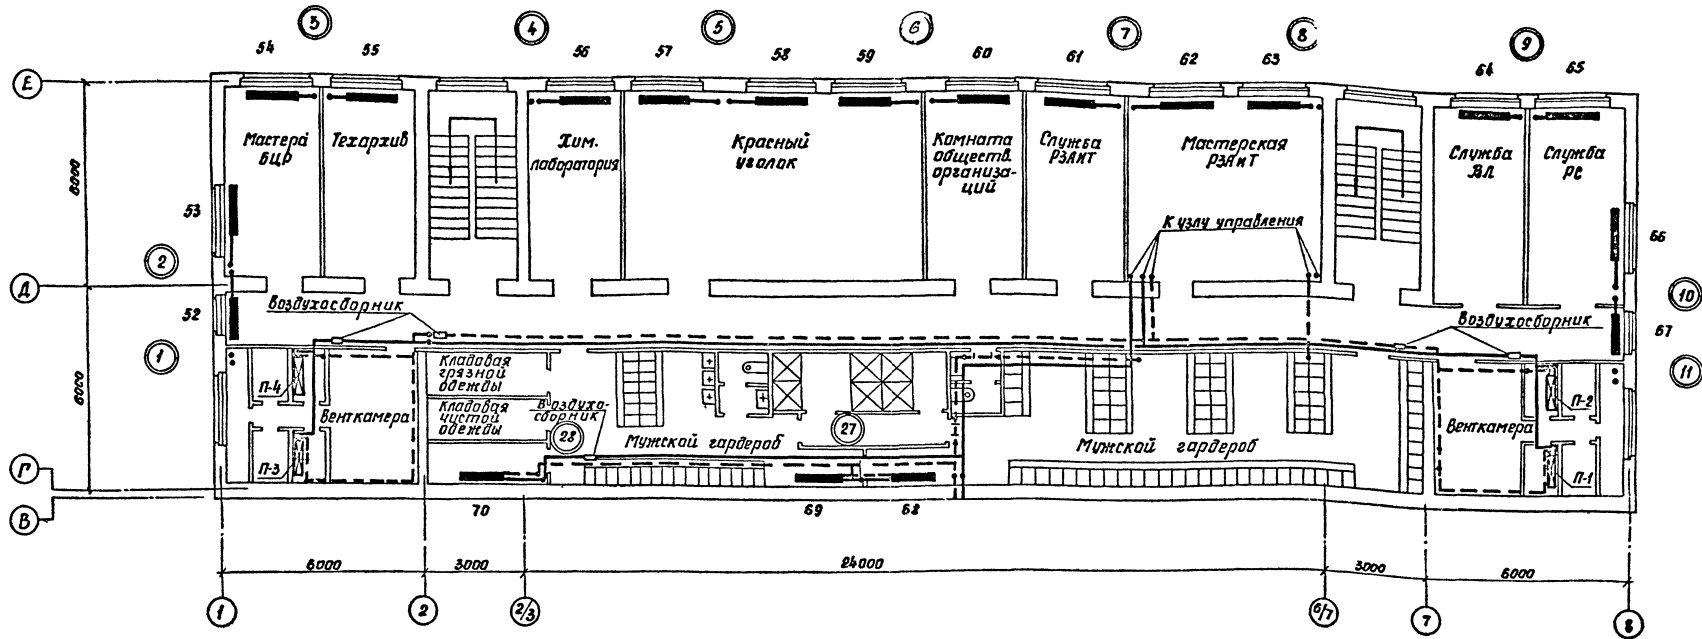 3 4 5 6 7 8 9
54 55 56 57 58 59 60 61 62 63 64 65
Е
Мастера
БЦР
Техархив
Хим.
лаборатория
Красный
уголок
Комната
обществ.
организа-
ций
Служба
РЗАиТ
Мастерская
РЗАиТ
Служба
ВЛ
Служба
РС
6000
53
К узлу управления
66
2
Д
10
Воздухосборник
Воздухосборник
52
67
1
11
6000
П-4
Венткамера
П-3
Кладовая
грязной
одежды
Кладовая
чистой
одежды
Воздухо-
сборник
28
27
Мужской гардероб
Мужской гардероб
Венткамера
П-2
П-1
Г
В
70 69 68
6000 3000 24000 3000 6000
1 2 2/3 6/7 7 8